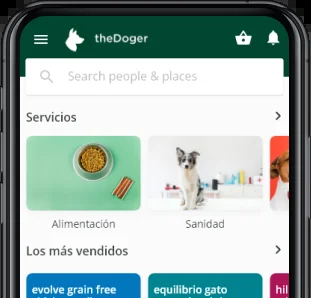 theDoger
Search people & places
Servicios
Alimentación
Sanidad
Los más vendidos
evolve grain free
equilibrio gato
hil